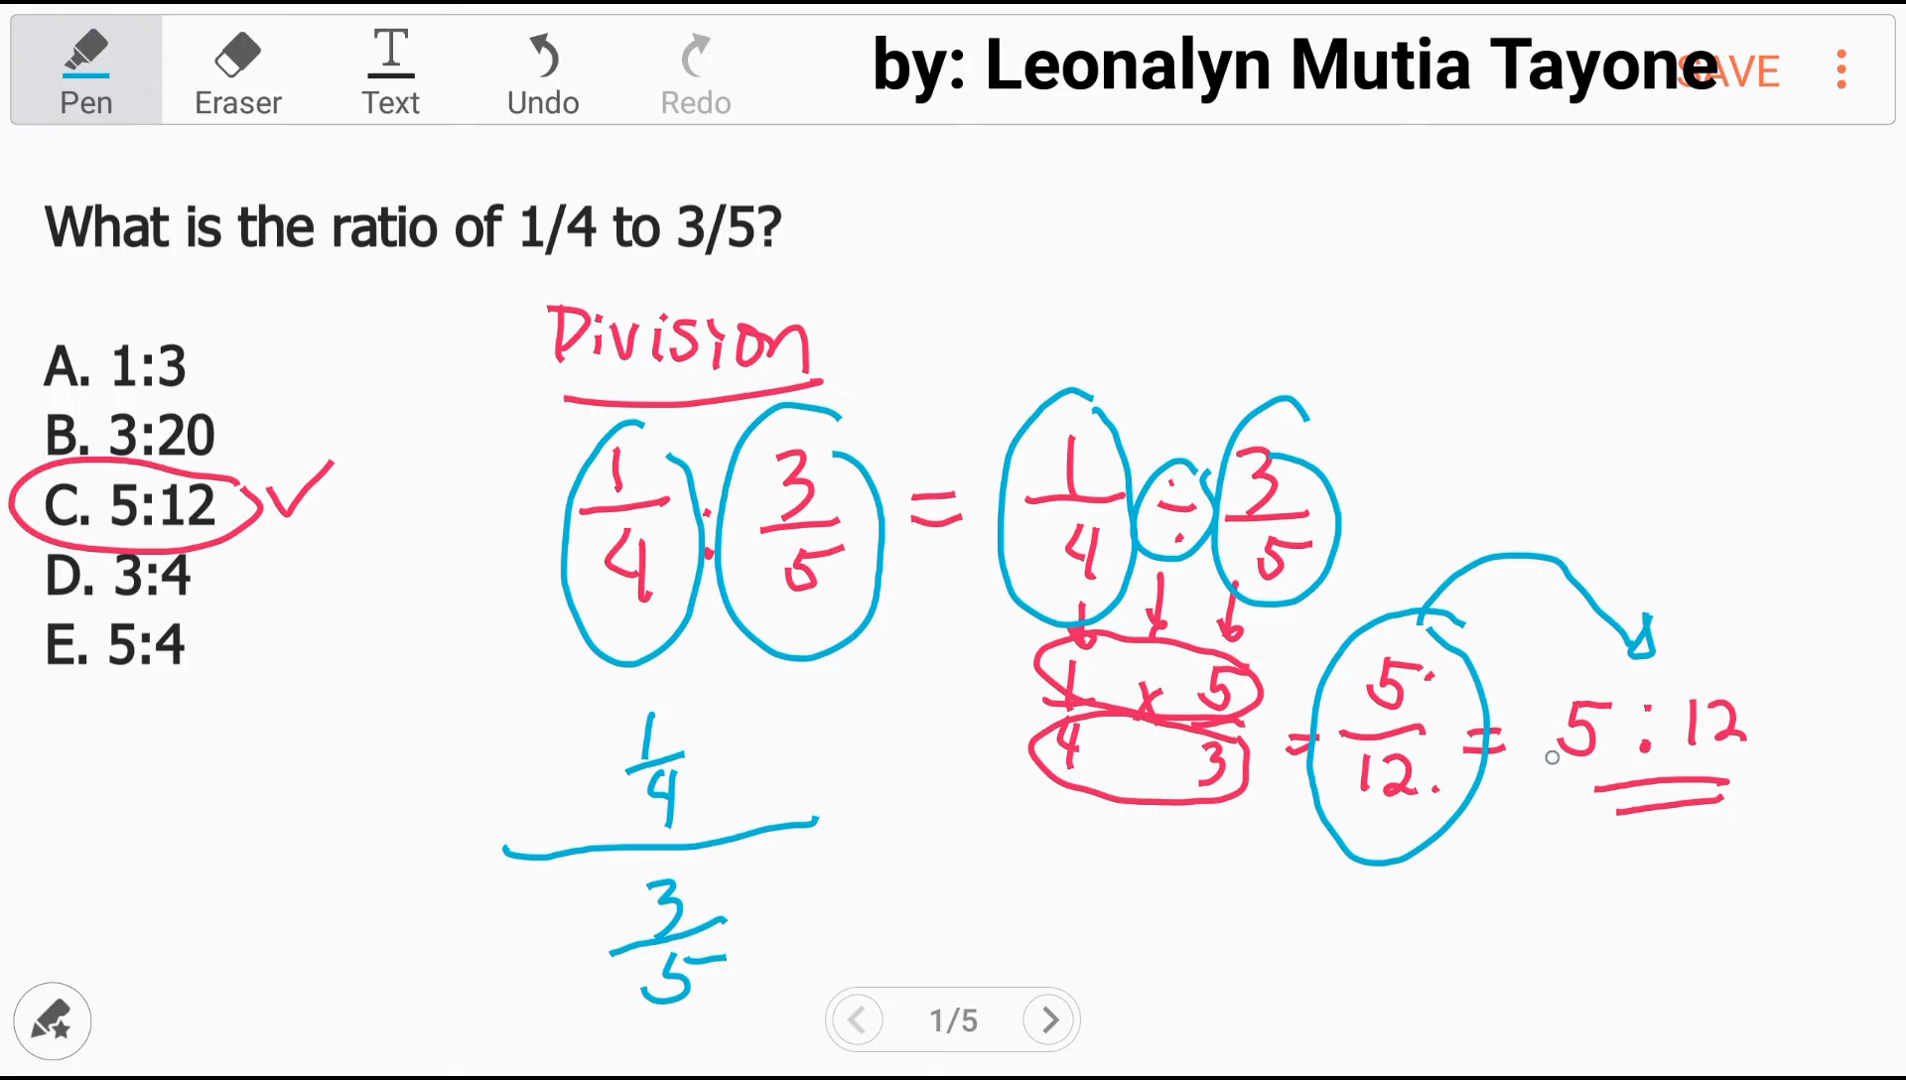 Pen Eraser Text Undo Redo by: Leonalyn Mutia Tayone AVE
What is the ratio of 1/4 to 3/5?
A. 1:3
B. 3:20
C. 5:12
D. 3:4
E. 5:4
Division
1/4 : 3/5 = 1/4 ÷ 3/5
1/4 x 5/3 = 5/12 = 5:12
1/4
3/5
1/5